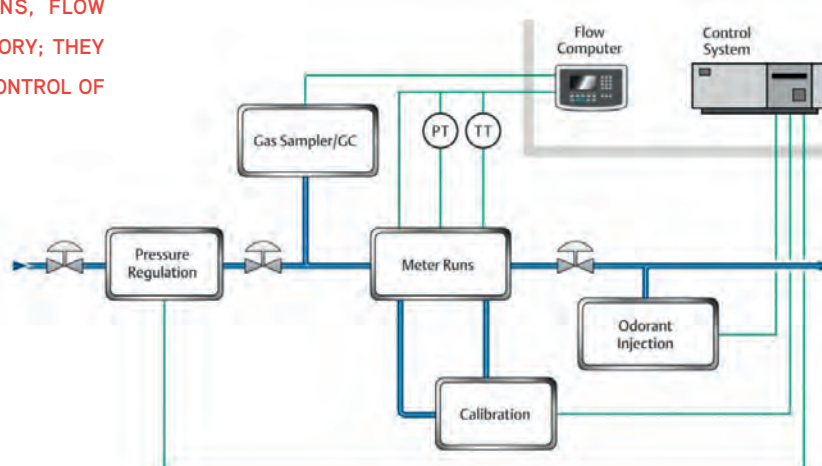 NS, FLOW
ORY; THEY
ONTROL OF
Flow
Computer
Control
System
Gas Sampler/GC
PT
TT
Pressure
Regulation
Meter Runs
Odorant
Injection
Calibration